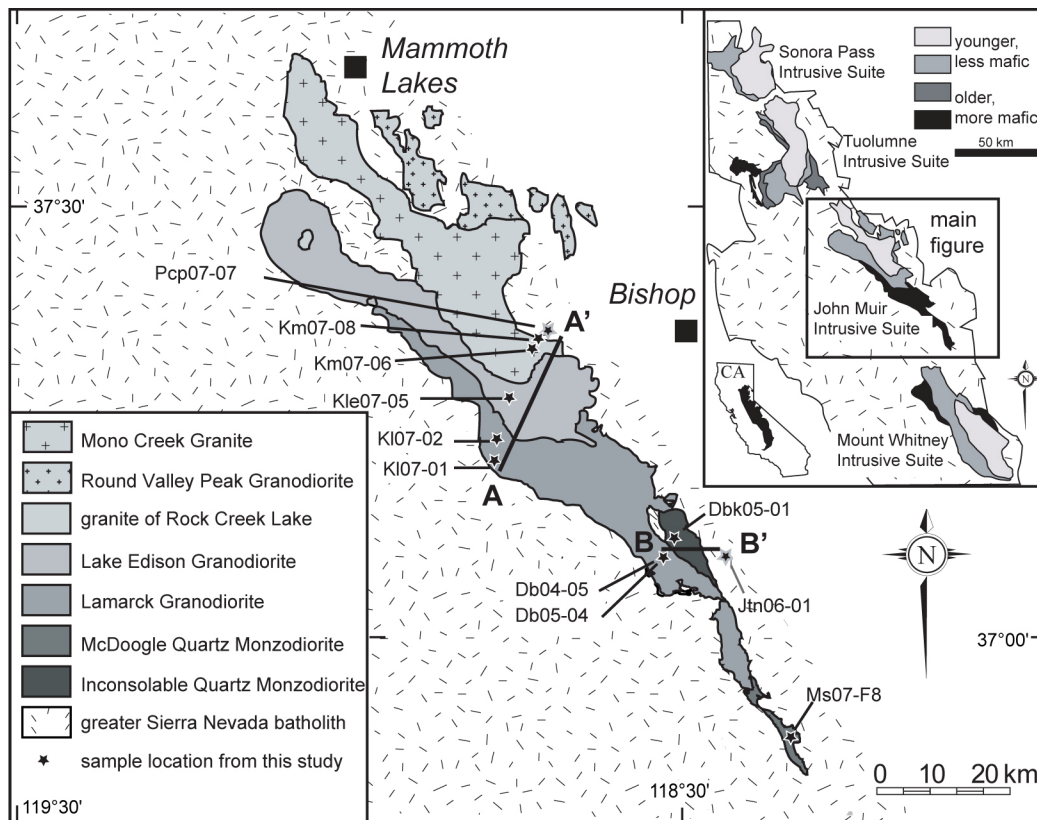 Mammoth
Lakes
Sonora Pass
Intrusive Suite
younger,
less mafic
older,
more mafic
50 km
Tuolumne
Intrusive Suite
main
figure
John Muir
Intrusive Suite
CA
N
Mount Whitney
Intrusive Suite
37°30'
Pcp07-07
Bishop
A'
Km07-08
Km07-06
Kle07-05
Kl07-02
Kl07-01
A
Mono Creek Granite
Round Valley Peak Granodiorite
granite of Rock Creek Lake
Lake Edison Granodiorite
Lamarck Granodiorite
McDoogle Quartz Monzodiorite
Inconsolable Quartz Monzodiorite
greater Sierra Nevada batholith
sample location from this study
Dbk05-01
B
B'
Db04-05
Db05-04
Jtn06-01
N
37°00'
Ms07-F8
0 10 20 km
119°30'
118°30'